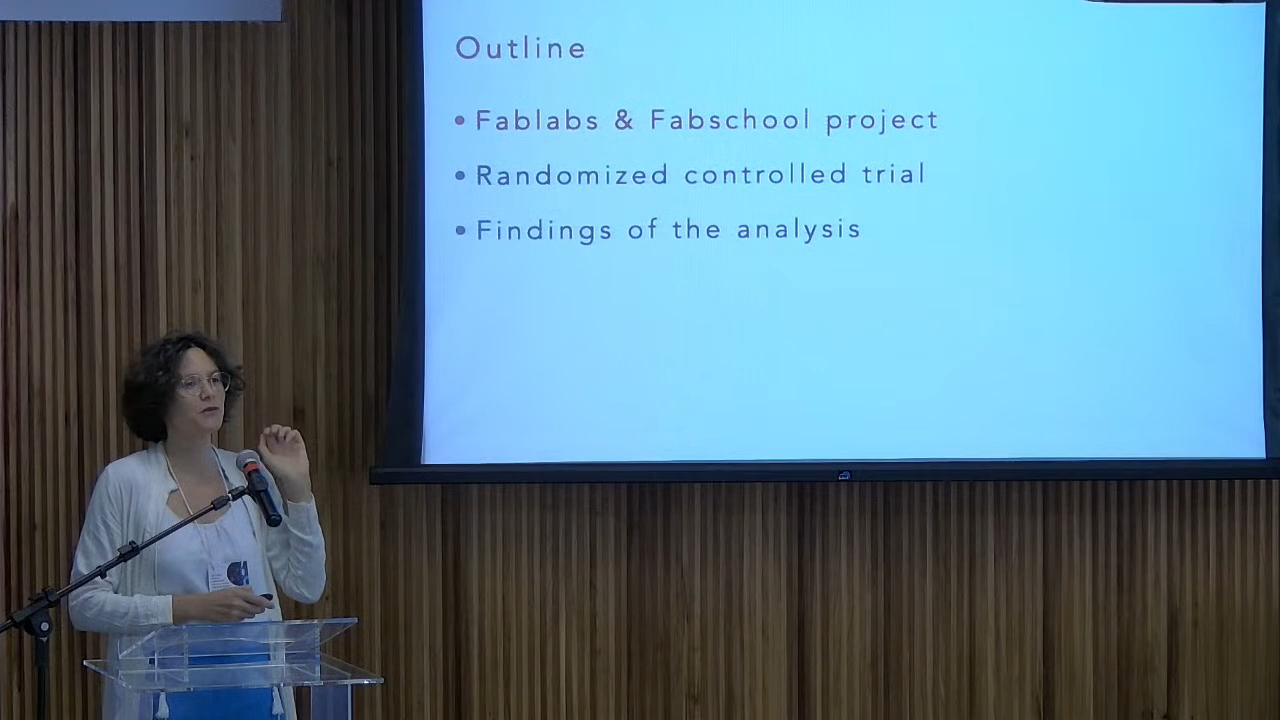 Outline
• Fablabs & Fabschool project
• Randomized controlled trial
• Findings of the analysis